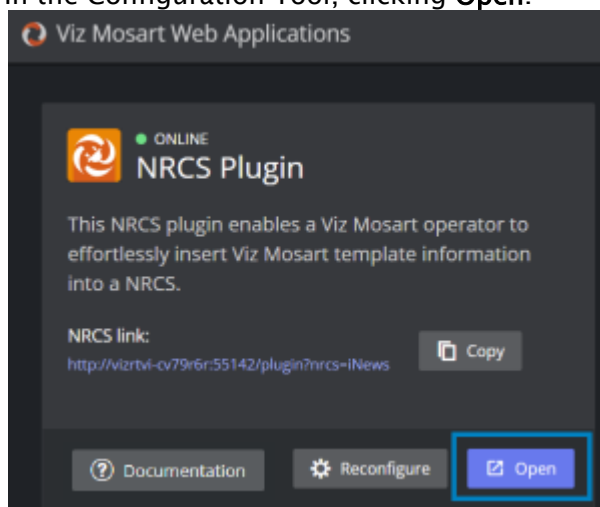 in the Configuration Tool, clicking Open.
Viz Mosart Web Applications
ONLINE
NRCS Plugin
This NRCS plugin enables a Viz Mosart operator to
effortlessly insert Viz Mosart template information
into a NRCS.
NRCS link:
Copy
http://vizrtvi-cv79r6r:55142/plugin?nrcs=iNews
Documentation
Reconfigure
Open